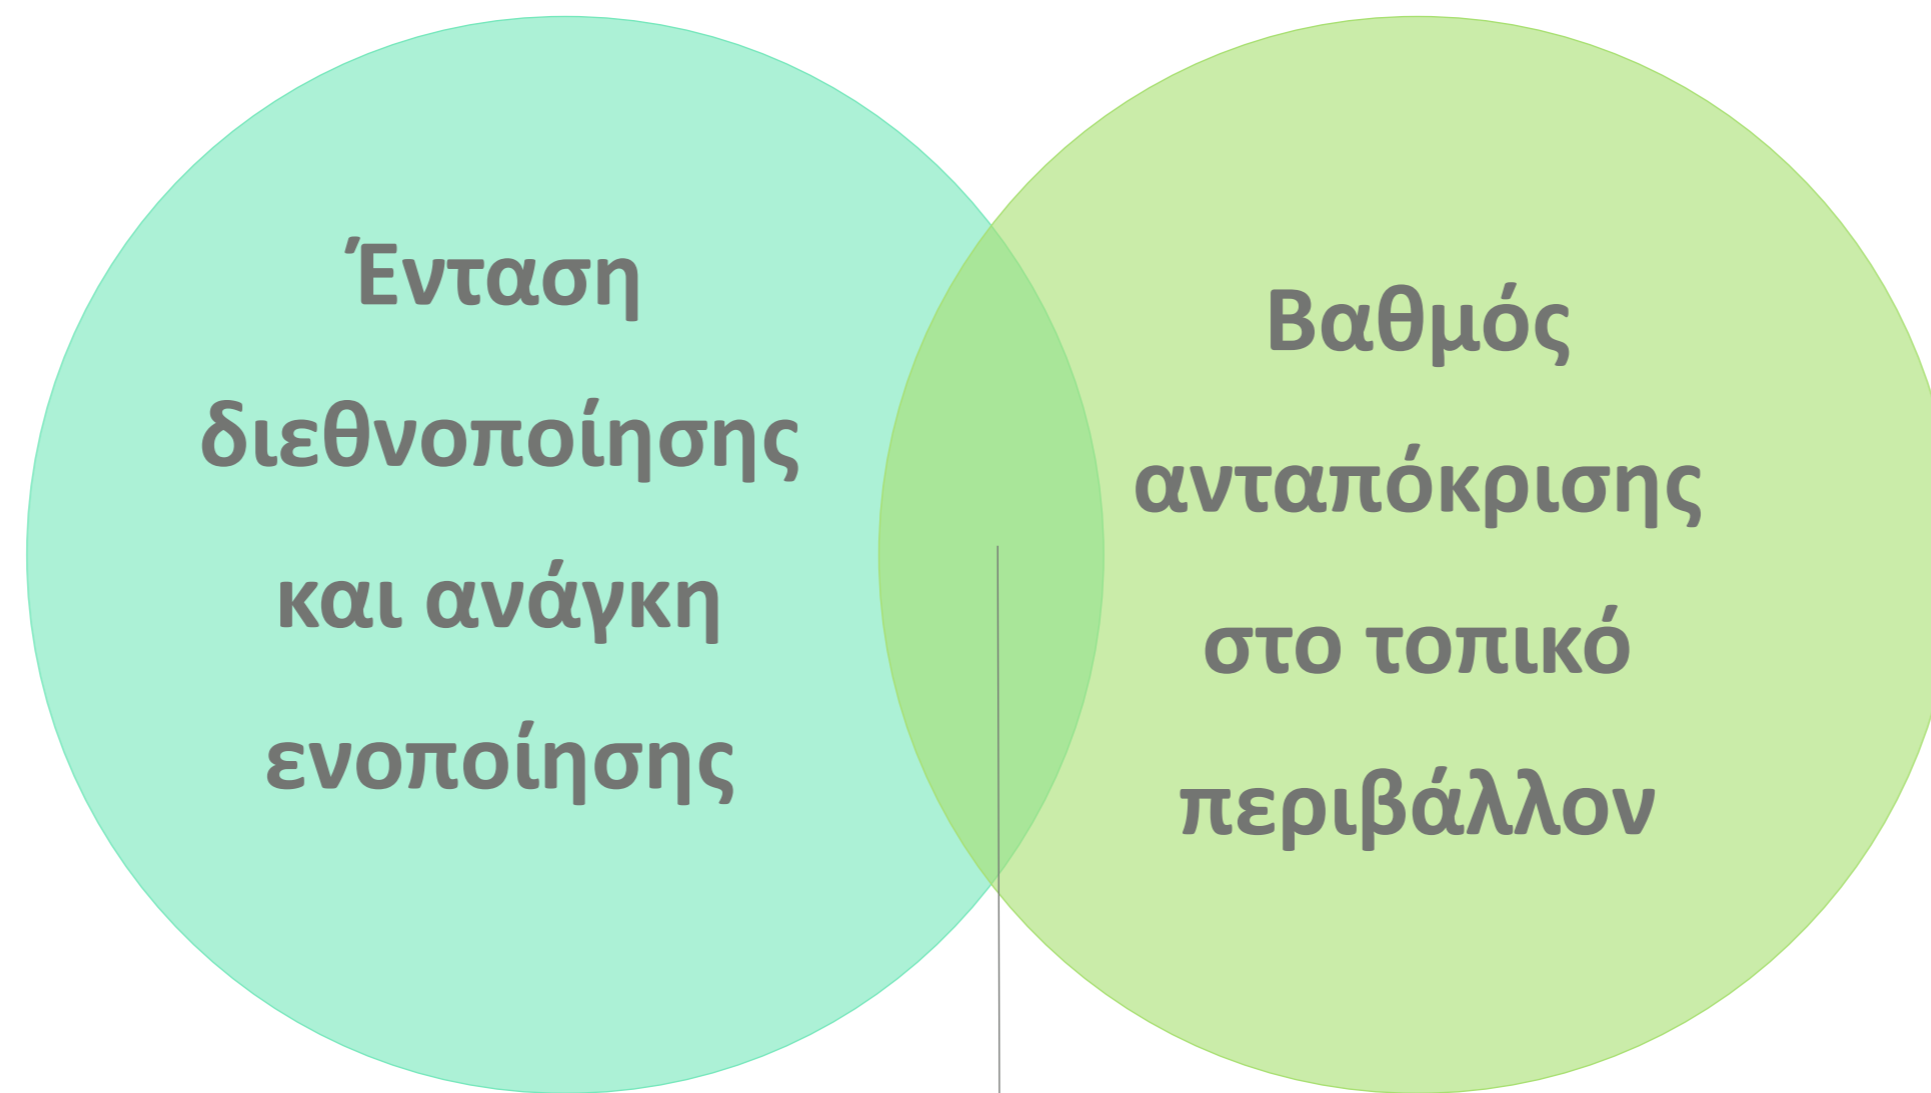 Ένταση
διεθνοποίησης
και ανάγκη
ενοποίησης
Βαθμός
ανταπόκρισης
στο τοπικό
περιβάλλον